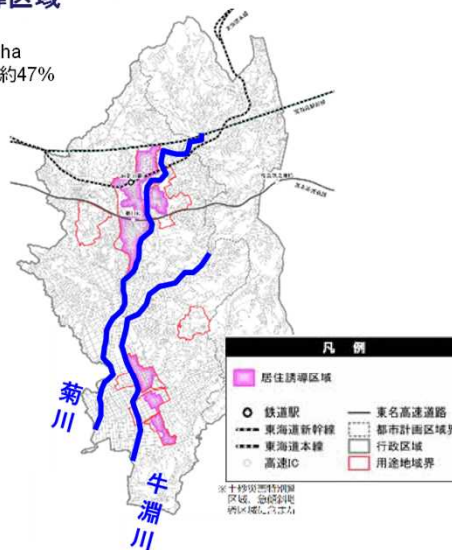 導区域
ha
約47%
菊川
牛淵川
凡 例
居住誘導区域
鉄道駅
東海道新幹線
東海道本線
高速IC
東名高速道路
都市計画区域界
行政区域
用途地域界